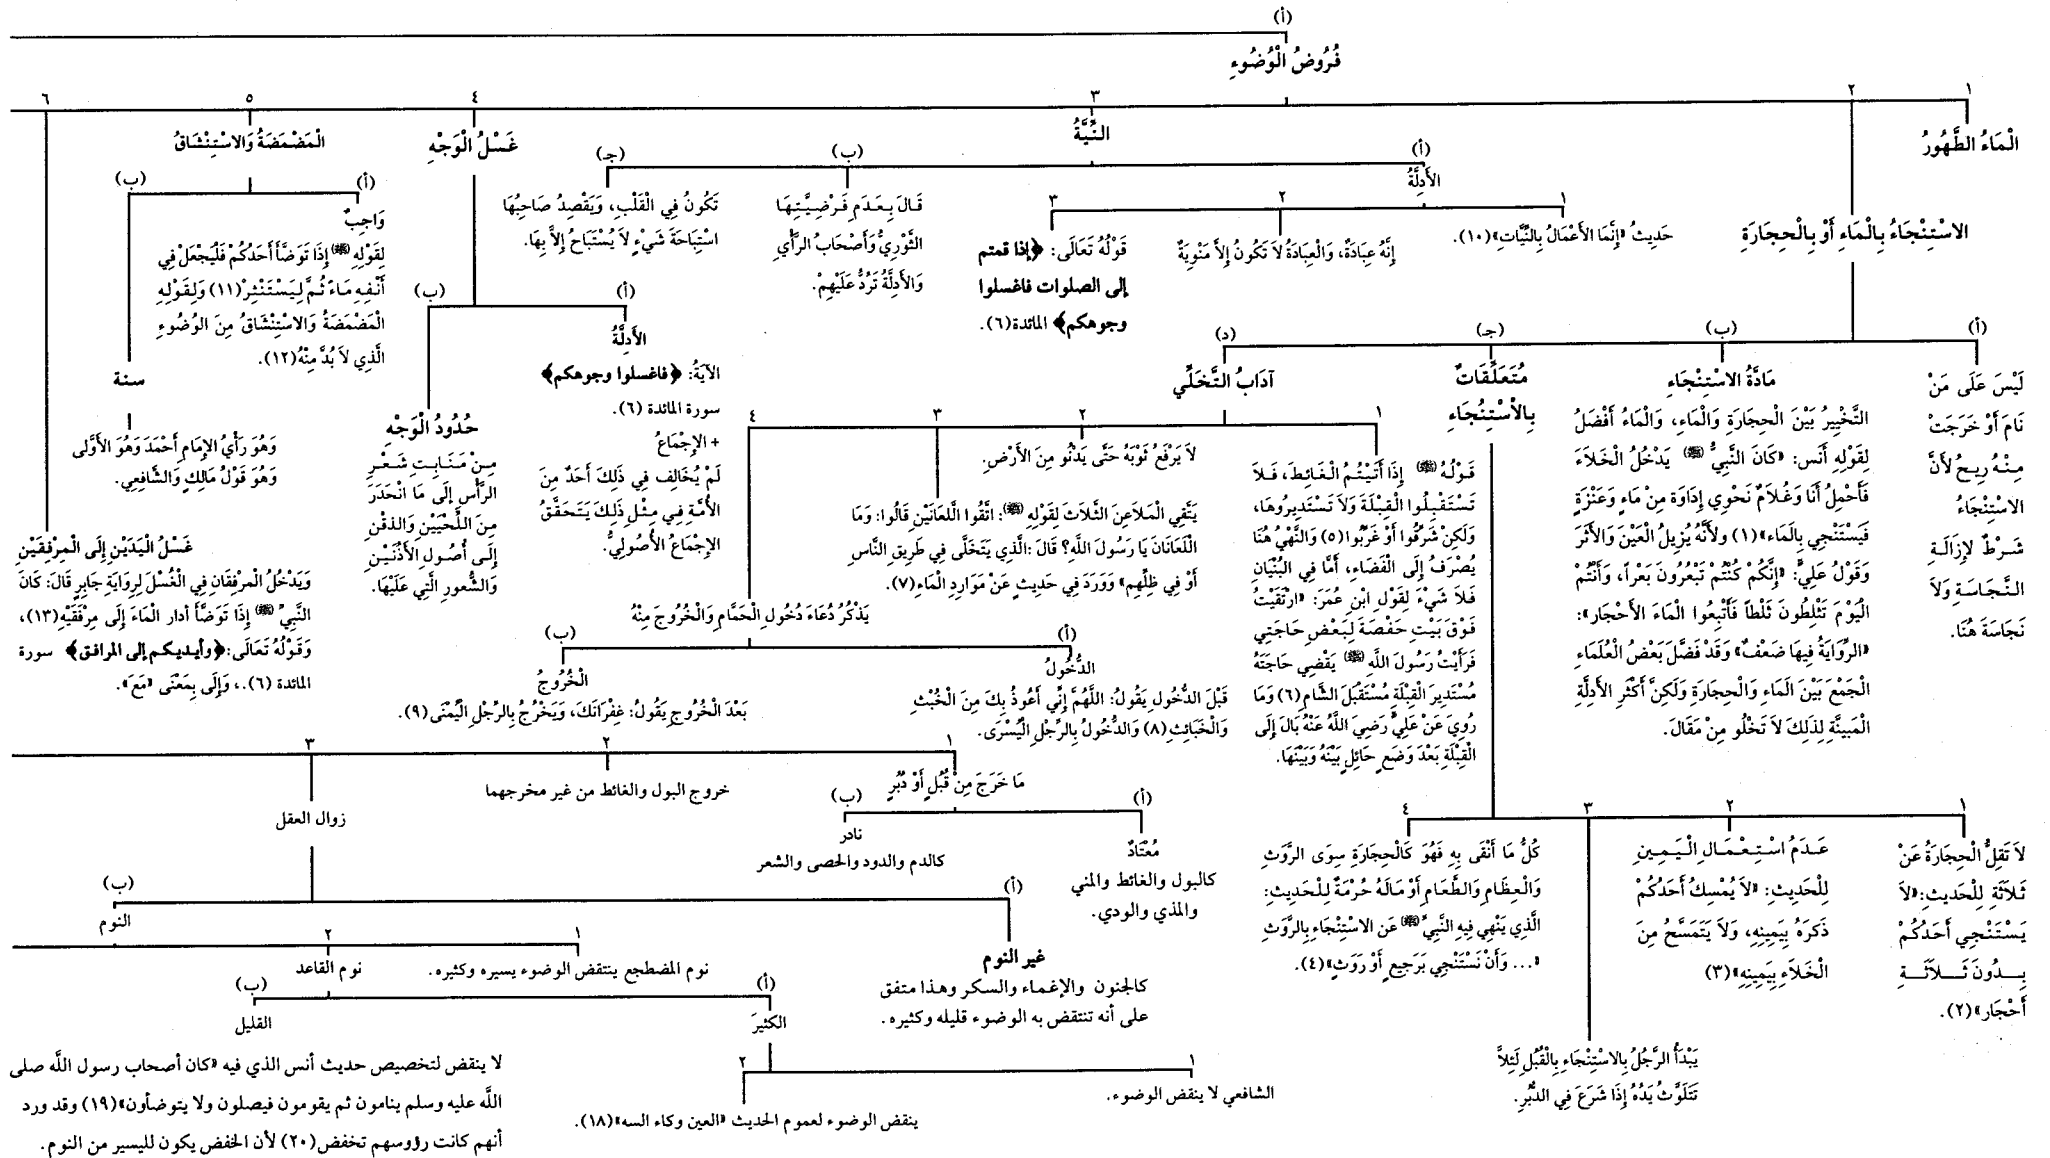 (أ)
فُرُوضُ الْوُضُوءِ
١
٢
٣
٤
٥
٦
الْمَاءُ الطَّهُورُ
الاسْتِنْجَاءُ بِالْمَاءِ أَوْ بِالْحِجَارَةِ
(أ)
لَيْسَ عَلَى مَنْ
نَامَ أَوْ خَرَجَتْ
مِنْهُ رِيحٌ لأَنَّ
الاسْتِنْجَاءُ
شَرْطٌ لإِزَالَةِ
النَّجَاسَةِ وَلاَ
نَجَاسَةَ هُنَا.
(ب)
مَادَّةُ الاسْتِنْجَاءِ
التَّخْيِيرُ بَيْنَ الْحِجَارَةِ وَالْمَاءِ، وَالْمَاءُ أَفْضَلُ
لِقَوْلِهِ أَنَسٍ: «كَانَ النَّبِيُّ ﷺ يَدْخُلُ الْخَلَاءَ
فَأَحْمِلُ أَنَا وَغُلاَمٌ نَحْوِي إِدَاوَةَ مِنْ مَاءٍ وَعَنْزَةٍ
فَيَسْتَنْجِي بِالْمَاءِ»(١) ولأَنَّهُ يُزِيلُ الْعَيْنَ وَالأَثَرَ
وَقَوْلُ عَلِيٍّ: «إِنَّكُمْ كُنْتُمْ تَبْعُرُونَ بَعْراً، وَأَنْتُمْ
الْيَوْمَ تَثْلِطُونَ ثَلْطاً فَأَتْبِعُوا الْمَاءَ الأَحْجَارِ»:
«الرِّوَايَةُ فِيهَا ضَعْفٌ» وَقَدْ فَضَّلَ بَعْضُ الْعُلَمَاءِ
الْجَمْعَ بَيْنَ الْمَاءِ وَالْحِجَارَةِ وَلَكِنَّ أَكْثَرَ الأَدِلَّةِ
الْمُبَيِّنَةِ لِذَلِكَ لاَ تَخْلُو مِنْ مَقَالَ.
(جـ)
مُتَعَلِّقَاتٌ
بِالاسْتِنْجَاءِ
١
لاَ تَقِلُّ الْحِجَارَةُ عَنْ
ثَلاَثَةِ لِلْحَدِيثِ: «لاَ
يَسْتَنْجِي أَحَدُكُمْ
بِدُونَ ثَلاَثَةِ
أَحْجَار»(٢).
٢
عَدَمُ اسْتِعْمَالِ الْيَمِينِ
لِلْحَدِيثِ: «لاَ يُمْسِكُ أَحَدُكُمْ
ذَكَرَهُ بِيَمِينِهِ، وَلاَ يَتَمَسَّحُ مِنَ
الْخَلاَءِ بِيَمِينِهِ»(٣)
٣
يَبْدَأُ الرَّجُلُ بِالاسْتِنْجَاءِ بِالْقُبُلِ لَئِلاَّ
تَتَلَوَّثُ يَدُهُ إِذَا شَرَعَ فِي الدُّبُرِ.
٤
كُلُّ مَا أَنْقَى بِهِ فَهُوَ كَالْحِجَارَةِ سِوَى الرَّوْثِ
وَالْعِظَامِ وَالطَّعَامِ أَوْ مَالَهُ حُرْمَةٌ لِلْحَدِيثِ:
الَّذِي يَنْهِي فِيهِ النَّبِيُّ ﷺ عَن الاسْتِنْجَاءِ بِالرَّوْثِ
«... وَأَنْ نَسْتَنْجِي بَرَجِيعٍ أَوْ رَوَثٍ»(٤).
(د)
آدَابُ التَّخَلِّي
١
قَوْلُهُ ﷺ إِذَا أَتَيْتُمُ الْغَائِطَ، فَلاَ
تَسْتَقْبِلُوا الْقِبْلَةَ وَلاَ تَسْتَدِيرُوهَا،
وَلَكِنْ شَرِّقُوا أَوْ غَرِّبُوا(٥) وَالنَّهْيُ هُنَا
يُصْرَفُ إِلَى الْفَضَاءِ، أَمَّا فِي الْبُنْيَانِ
فَلاَ شَيْءَ لِقَوْلِ ابْنِ عُمَرَ: «ارْتَقَيْتُ
فَوْقَ بَيْتِ حَفْصَةَ لِبَعْضِ حَاجَتِي
فَرَأَيْتُ رَسُولَ اللَّهِ ﷺ يَقْضِي حَاجَتَهُ
مُسْتَدِيرَ الْقِبْلَةِ مُسْتَقْبَلَ الشَّامِ(٦) وَمَا
رُوِيَ عَنْ عَلِيٍّ رَضِيَ اللَّهُ عَنْهُ بَالَ إِلَى
الْقِبْلَةِ بَعْدَ وَضَعَ حَائِلٍ بَيْنَهُ وَبَيْنَهَا.
٢
لاَ يَرْفَعُ ثَوْبَهُ حَتَّى يَدْنُو مِنَ الأَرْضِ.
٣
يَتَّقِي الْمَلاَعِنَ الثَّلاَثَ لِقَوْلِهِ ﷺ: اتَّقُوا اللَّعَانَيْنِ قَالُوا: وَمَا
الْلَعَانَانَ يَا رَسُولَ اللَّهِ؟ قَالَ: الَّذِي يَتَخَلَّى فِي طَرِيقِ النَّاسِ
أَوْ فِي ظِلِّهِم» وَوَرَدَ فِي حَدِيثٍ عَنْ مَوَارِدِ الْمَاءِ(٧).
٤
يَذْكُرُ دُعَاءَ دُخُولِ الْحَمَّامِ وَالْخُرُوجَ مِنْهُ
(أ)
الدُّخُولُ
قَبْلَ الدُّخُولِ يَقُولُ: اللَّهُمَّ إِنِّي أَعُوذُ بِكَ مِنَ الْخُبْثِ
وَالْخَبَائِثِ(٨) وَالدُّخُولُ بِالرِّجْلِ الْيُسْرَى.
(ب)
الْخُرُوجُ
بَعْدَ الْخُرُوجِ يَقُولُ: غِفْرَانَكَ، وَيَخْرُجُ بِالرِّجْلِ الْيُمْنَى(٩).
النِّيَّةُ
(أ)
الأَدِلَّةُ
١
حَدِيثُ «إِنَّمَا الأَعْمَالُ بِالنِّيَّاتِ»(١٠).
٢
إِنَّهُ عِبَادَةٌ، وَالْعِبَادَةُ لاَ تَكُونُ إِلاَّ مَنْوِيَةٌ
٣
قَوْلُهُ تَعَالَى: ﴿إذا قمتم
إلى الصلوات فاغسلوا
وجوهكم﴾ المائدة(٦).
(ب)
قَالَ بِعَدَمِ فَرْضِيَّتِهَا
الثَّوْرِيُّ وَأَصْحَابُ الرَّأْيِ
وَالأَدِلَّةُ تَرُدُّ عَلَيْهِمْ.
(جـ)
تَكُونُ فِي الْقَلْبِ، وَيَقْصِدُ صَاحِبُهَا
اسْتِبَاحَةَ شَيْءٍ لاَ يُسْتَبَاحُ إِلاَّ بِهَا.
غَسْلُ الْوَجْهِ
(أ)
الأَدِلَّةُ
الآيَةُ: ﴿فاغسلوا وجوهكم﴾
سورة المائدة (٦).
+ الإِجْمَاعُ
لَمْ يُخَالِف فِي ذَلِكَ أَحَدٌ مِنَ
الأُمَّةِ فِي مِثْلِ ذَلِكَ يَتَحَقَّقُ
الإِجْمَاعُ الأُصُولِيُّ.
(ب)
حُدُودُ الْوَجْهِ
مِنْ مَنَابِتِ شَعْرِ
الرَّأْسِ إِلَى مَا انْحَدَرَ
مِنَ اللَّحْيَيْنِ وَالذقْنِ
إِلَى أُصُولِ الأُذُنَيْنِ
وَالشُّعورِ الَّتِي عَلَيْهَا.
الْمَضْمَضَةُ وَالاسْتِنْشَاقُ
(أ)
وَاجِبٌ
لِقَوْلِهِ ﷺ إِذَا تَوَضَّأَ أَحَدُكُمْ فَلْيَجْعَلْ فِي
أَنْفِهِ مَاءً ثُمَّ لِيَسْتَنْثِرْ(١١) وَلِقَوْلِهِ
الْمَضْمَضَةُ وَالاسْتِنْشَاقُ مِنَ الْوُضُوءِ
الَّذِي لاَ بُدَّ مِنْهُ(١٢).
(ب)
سنة
وَهُوَ رَأْيُ الإِمَامِ أَحْمَدَ وَهُوَ الأَوَّلى
وَهُوَ قَوْلُ مَالِكٍ وَالشَّافِعِي.
غَسْلُ الْيَدَيْنِ إِلَى الْمِرْفِقَيْنِ
وَيَدْخُلُ الْمِرْفِقَانِ فِي الْغُسْلَ لِرِوَايَةِ جَابِرٍ قَالَ: كَانَ
النَّبِيُّ ﷺ إِذَا تَوَضَّأَ أدار الْمَاءَ إِلَى مِرْفَقَيْهِ(١٣)،
وَقَوْلُهُ تَعَالَى: ﴿وأيديكم إلى المرافق﴾ سورة
المائدة (٦).، وَإِلَى بِمَعْنَى «مَعَ».
١
مَا خَرَجَ مِنْ قُبُلٍ أَوْ دُبُرٍ
(أ)
مُعْتَادٌ
كالبول والغائط والمني
والمذي والودي.
(ب)
نادر
كالدم والدود والحصى والشعر
٢
خروج البول والغائط من غير مخرجهما
٣
زوال العقل
(أ)
غير النوم
كالجنون والإغماء والسكر وهذا متفق
على أنه تنتقض به الوضوء قليله وكثيره.
(ب)
النوم
١
نوم المضطجع ينتقض الوضوء يسيره وكثيره.
٢
نوم القاعد
(أ)
الكثيرَ
١
الشافعي لا ينقض الوضوء.
٢
ينقض الوضوء لعموم الحديث «العين وكاء السه»(١٨).
(ب)
القليل
لا ينقض لتخصيص حديث أنس الذي فيه «كان أصحاب رسول اللَّه صلى
اللَّه عليه وسلم ينامون ثم يقومون فيصلون ولا يتوضأون»(١٩) وقد ورد
أنهم كانت رؤوسهم تخفض(٢٠) لأن الخفض يكون لليسير من النوم.